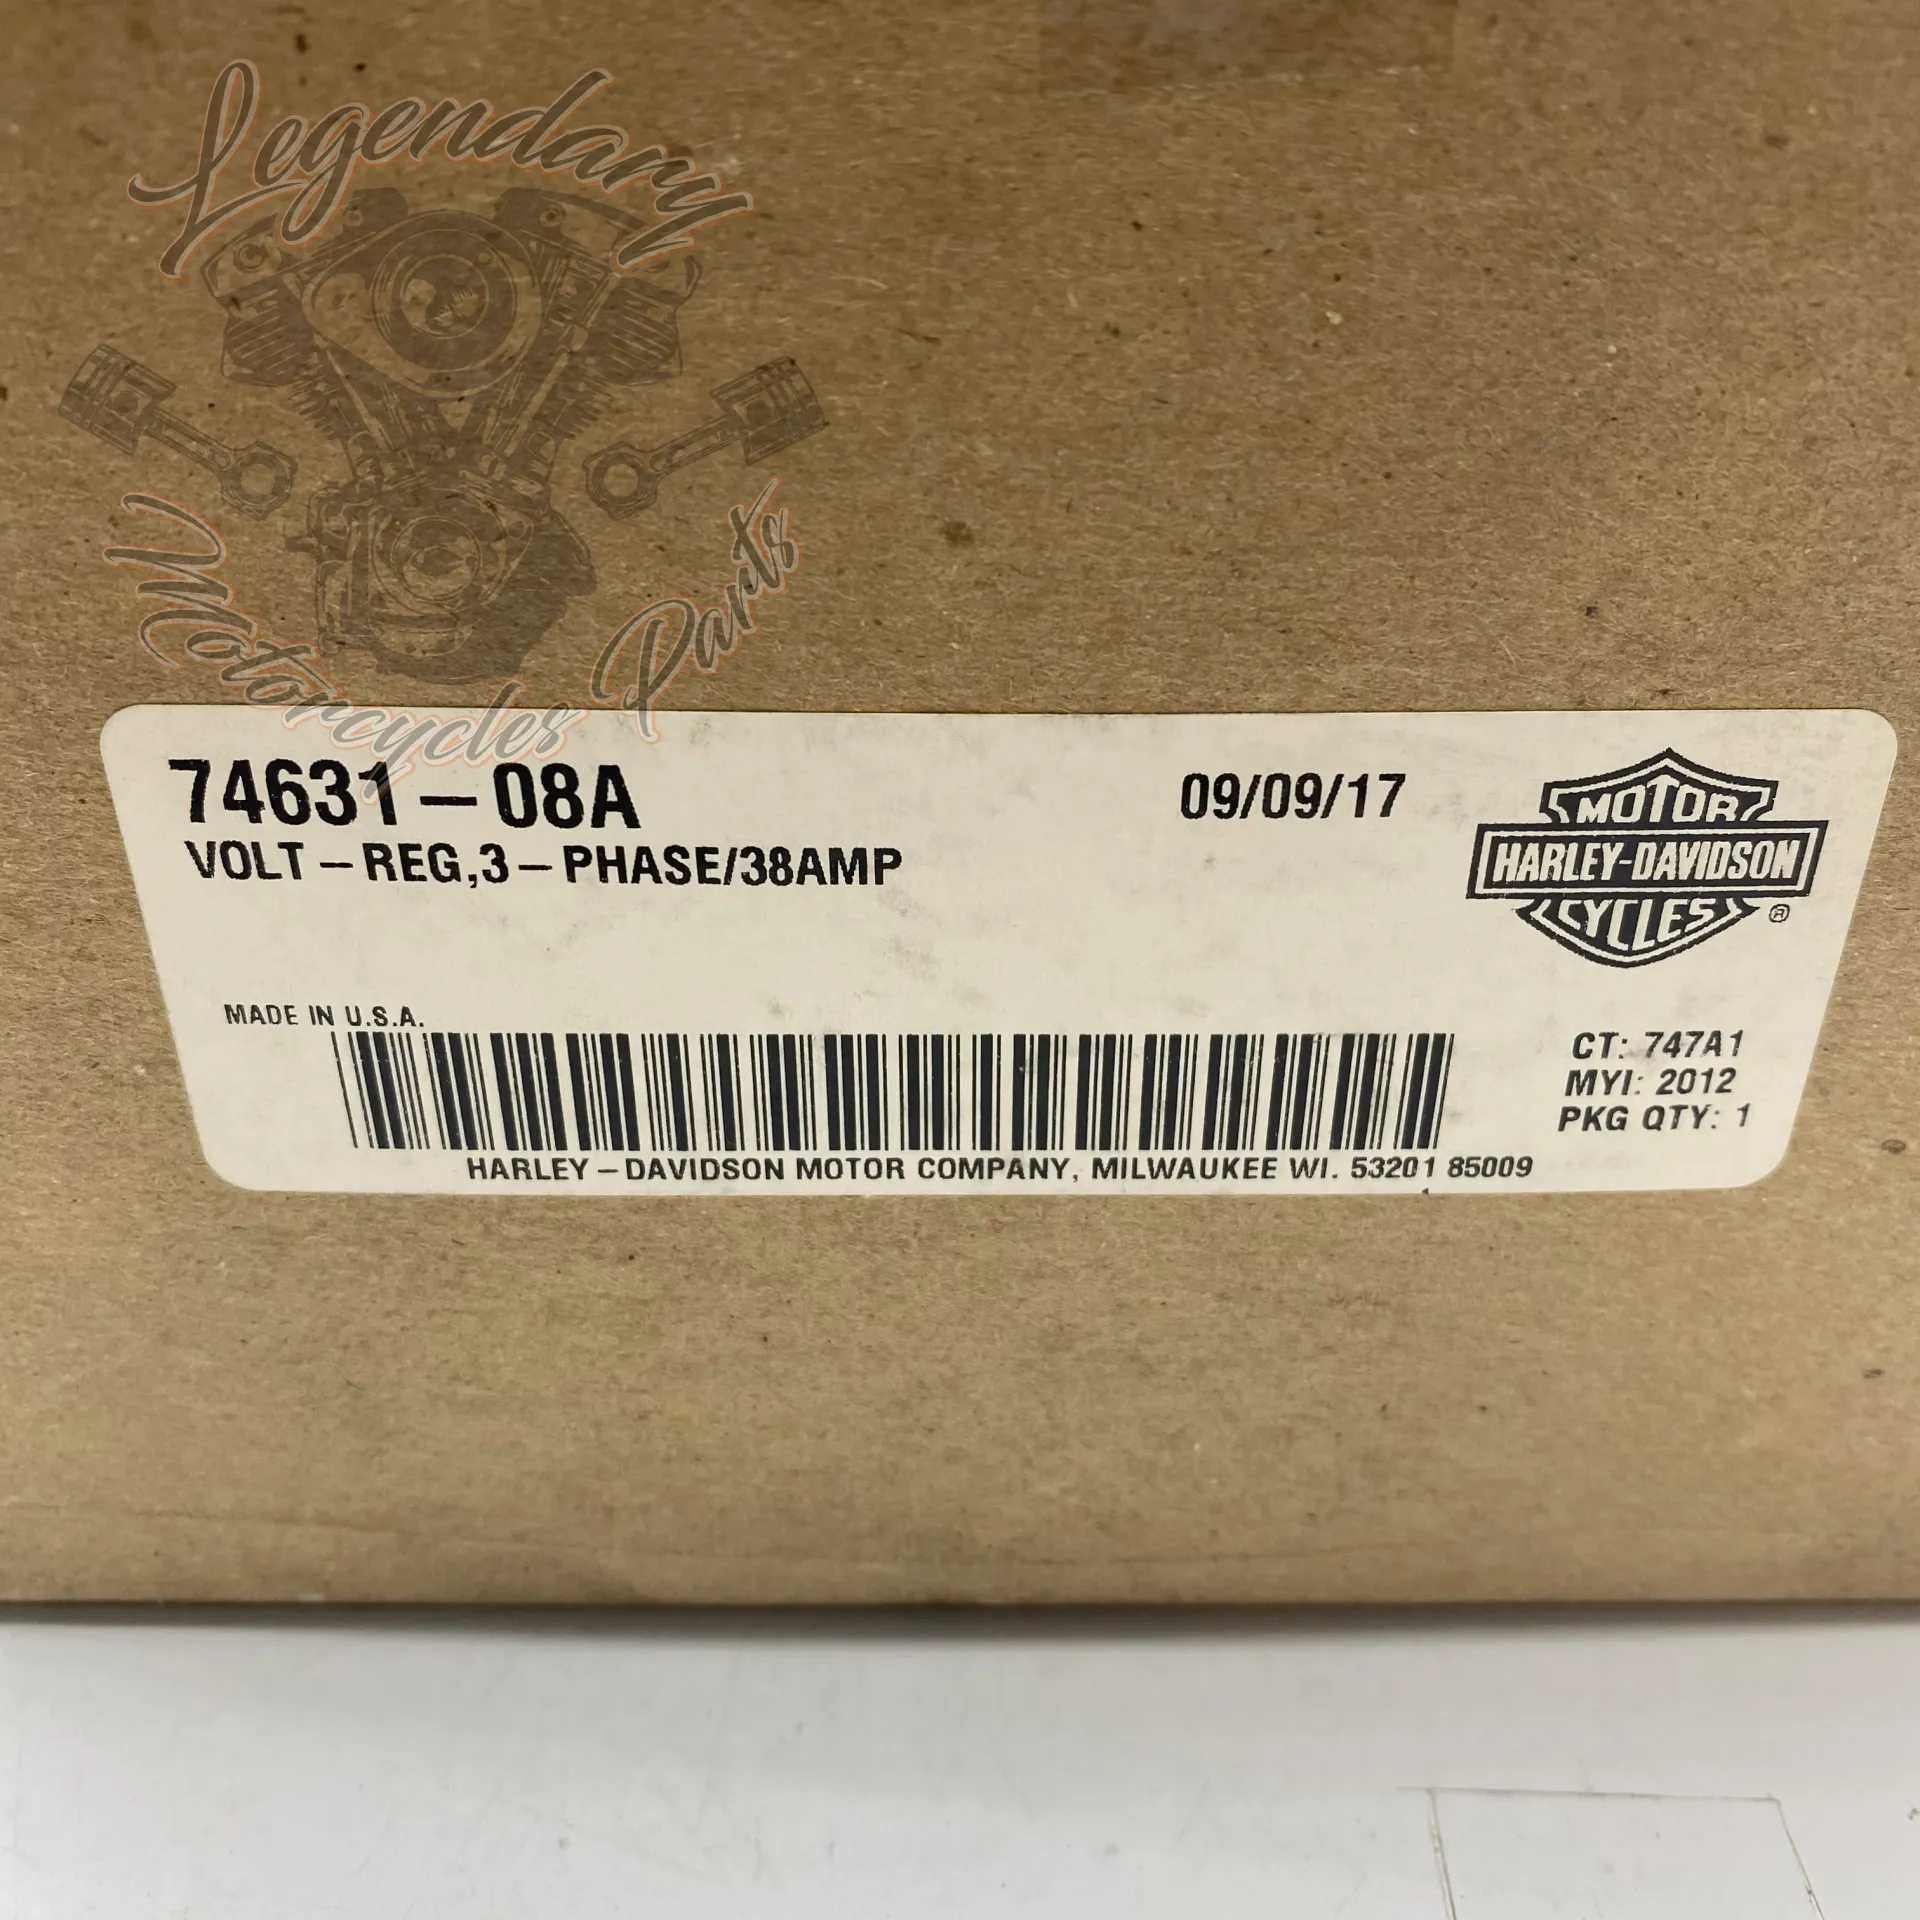 Legendary
Motorcycles Parts
74631-08A
09/09/17
VOLT-REG,3-PHASE/38AMP
MOTOR
HARLEY-DAVIDSON
CYCLES
®
MADE IN U.S.A.
CT: 747A1
MYI: 2012
PKG QTY: 1
HARLEY-DAVIDSON MOTOR COMPANY, MILWAUKEE WI. 53201 85009